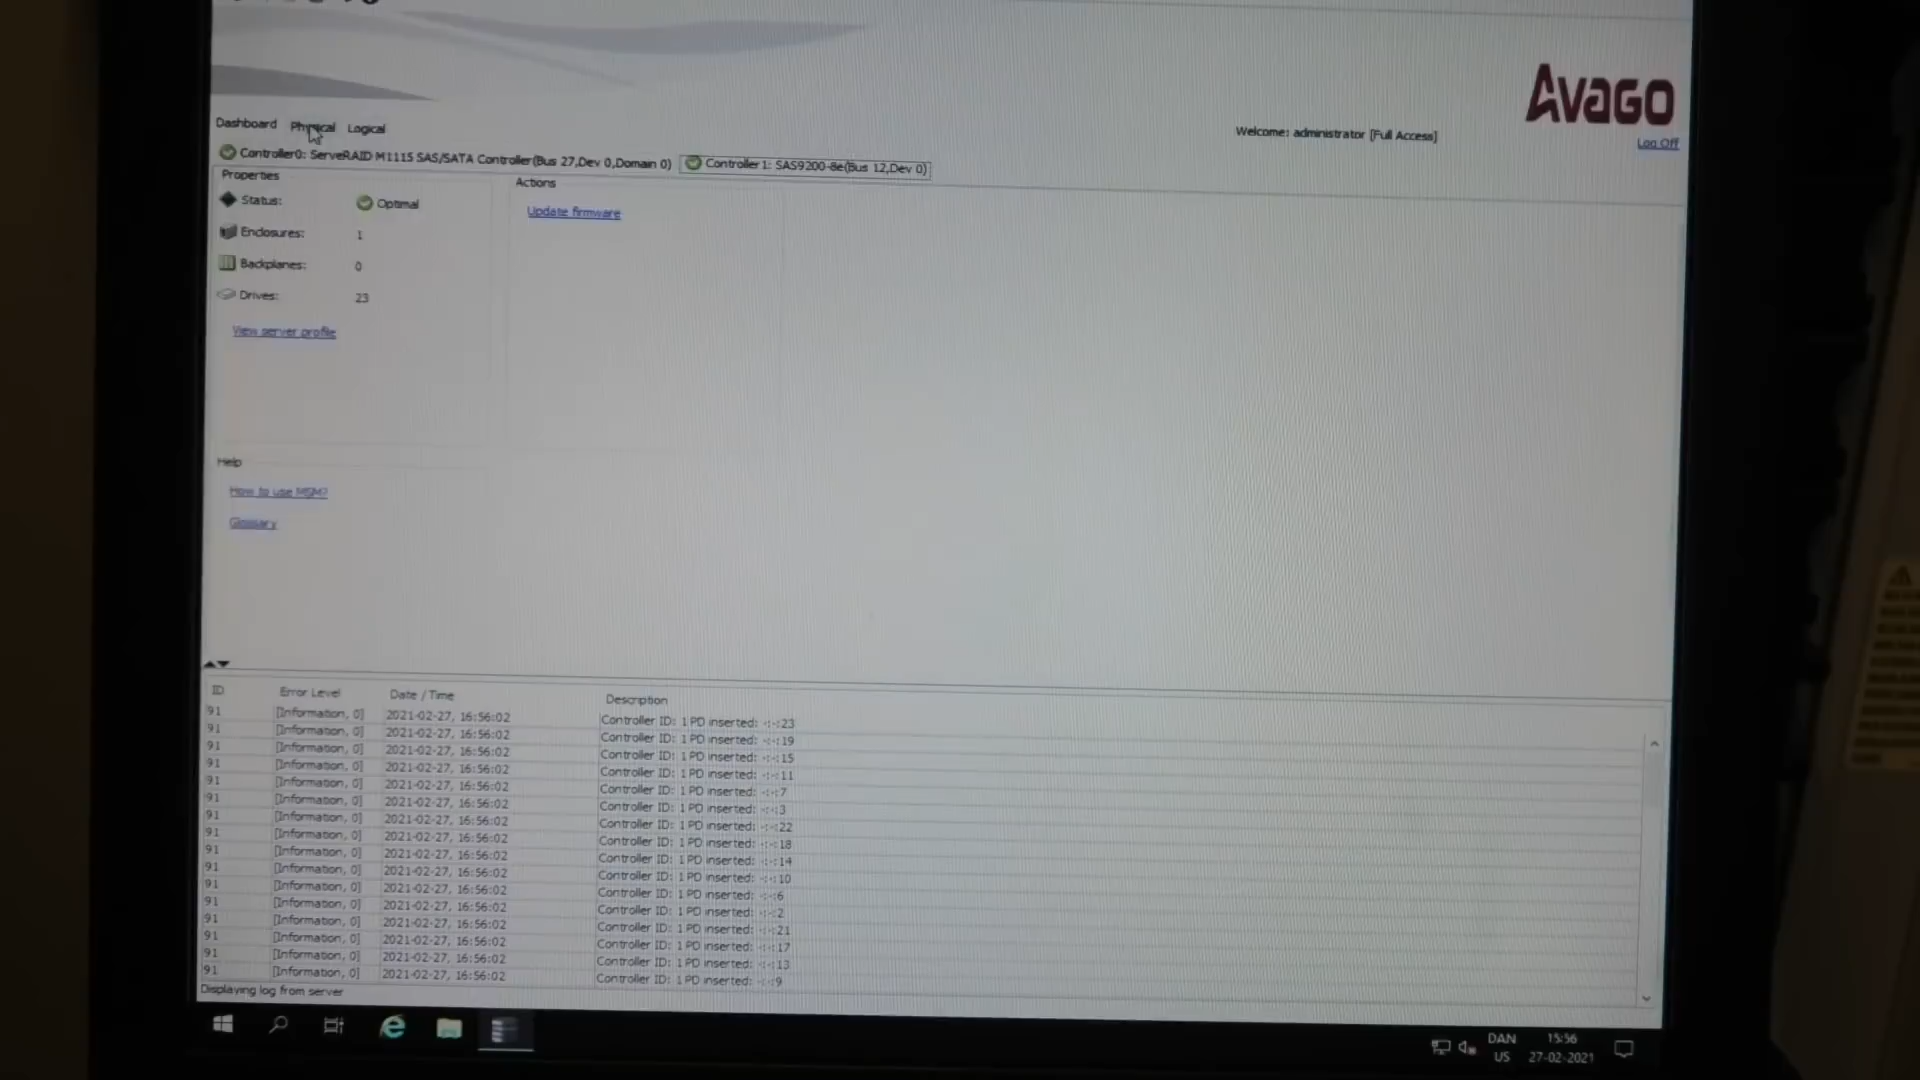 Avago
Dashboard Physical Logical
Welcome: administrator [Full Access]
Log Off
Controller0: ServeRAID M1115 SAS/SATA Controller(Bus 27,Dev 0,Domain 0) Controller1: SAS9200-8e(Bus 12,Dev 0)
Properties
Actions
Status: Optimal
Update firmware
Enclosures: 1
Backplanes: 0
Drives: 23
View server profile
Help
How to use MSM?
Glossary
ID Error Level Date / Time Description
91 [Information, 0] 2021-02-27, 16:56:02 Controller ID: 1 PD inserted: -:-:23
91 [Information, 0] 2021-02-27, 16:56:02 Controller ID: 1 PD inserted: -:-:19
91 [Information, 0] 2021-02-27, 16:56:02 Controller ID: 1 PD inserted: -:-:15
91 [Information, 0] 2021-02-27, 16:56:02 Controller ID: 1 PD inserted: -:-:11
91 [Information, 0] 2021-02-27, 16:56:02 Controller ID: 1 PD inserted: -:-:7
91 [Information, 0] 2021-02-27, 16:56:02 Controller ID: 1 PD inserted: -:-:3
91 [Information, 0] 2021-02-27, 16:56:02 Controller ID: 1 PD inserted: -:-:22
91 [Information, 0] 2021-02-27, 16:56:02 Controller ID: 1 PD inserted: -:-:18
91 [Information, 0] 2021-02-27, 16:56:02 Controller ID: 1 PD inserted: -:-:14
91 [Information, 0] 2021-02-27, 16:56:02 Controller ID: 1 PD inserted: -:-:10
91 [Information, 0] 2021-02-27, 16:56:02 Controller ID: 1 PD inserted: -:-:6
91 [Information, 0] 2021-02-27, 16:56:02 Controller ID: 1 PD inserted: -:-:2
91 [Information, 0] 2021-02-27, 16:56:02 Controller ID: 1 PD inserted: -:-:21
91 [Information, 0] 2021-02-27, 16:56:02 Controller ID: 1 PD inserted: -:-:17
91 [Information, 0] 2021-02-27, 16:56:02 Controller ID: 1 PD inserted: -:-:13
91 [Information, 0] 2021-02-27, 16:56:02 Controller ID: 1 PD inserted: -:-:9
Displaying log from server
DAN 15:56
US 27-02-2021